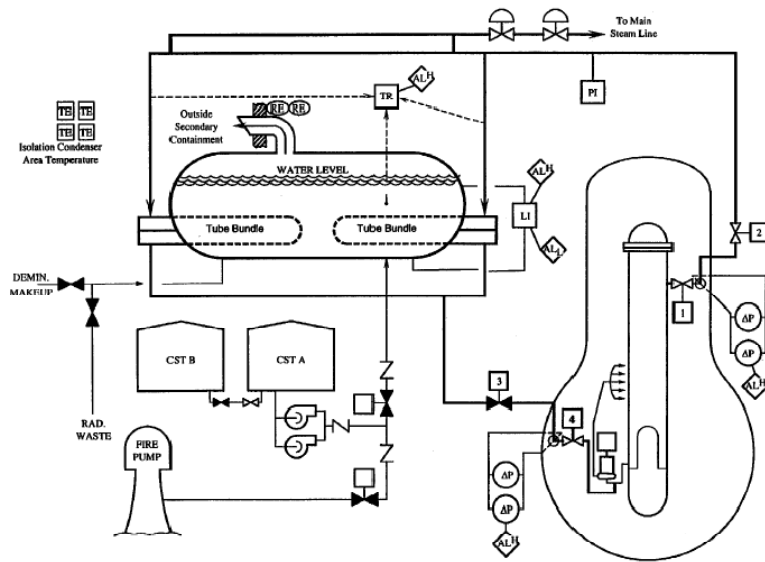 To Main
Steam Line
AL H
TR
PI
TE TE
TE TE
Isolation Condenser
Area Temperature
RE RE
Outside
Secondary
Containment
WATER LEVEL
AL H
LI
AL L
Tube Bundle
Tube Bundle
2
DEMIN.
MAKEUP
1
ΔP
ΔP
AL H
CST B
CST A
3
4
RAD.
WASTE
FIRE
PUMP
ΔP
ΔP
AL H